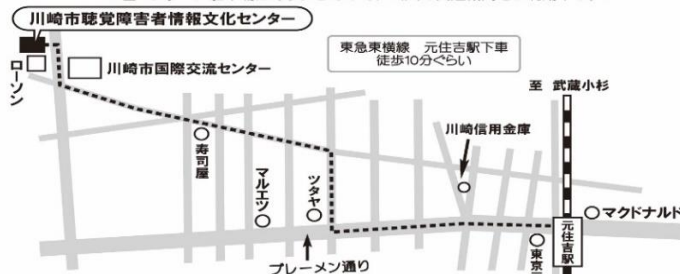 川崎市聴覚障害者情報文化センター
ローソン
川崎市国際交流センター
東急東横線 元住吉駅下車
徒歩10分ぐらい
至 武蔵小杉
川崎信用金庫
寿司屋
マルエツ
ツタヤ
マクドナルド
元住吉駅
ブレーメン通り